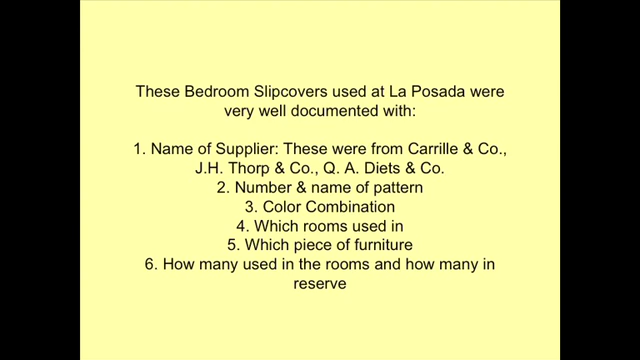 These Bedroom Slipcovers used at La Posada were
very well documented with:
1. Name of Supplier: These were from Carrille & Co.,
J.H. Thorp & Co., Q. A. Diets & Co.
2. Number & name of pattern
3. Color Combination
4. Which rooms used in
5. Which piece of furniture
6. How many used in the rooms and how many in
reserve